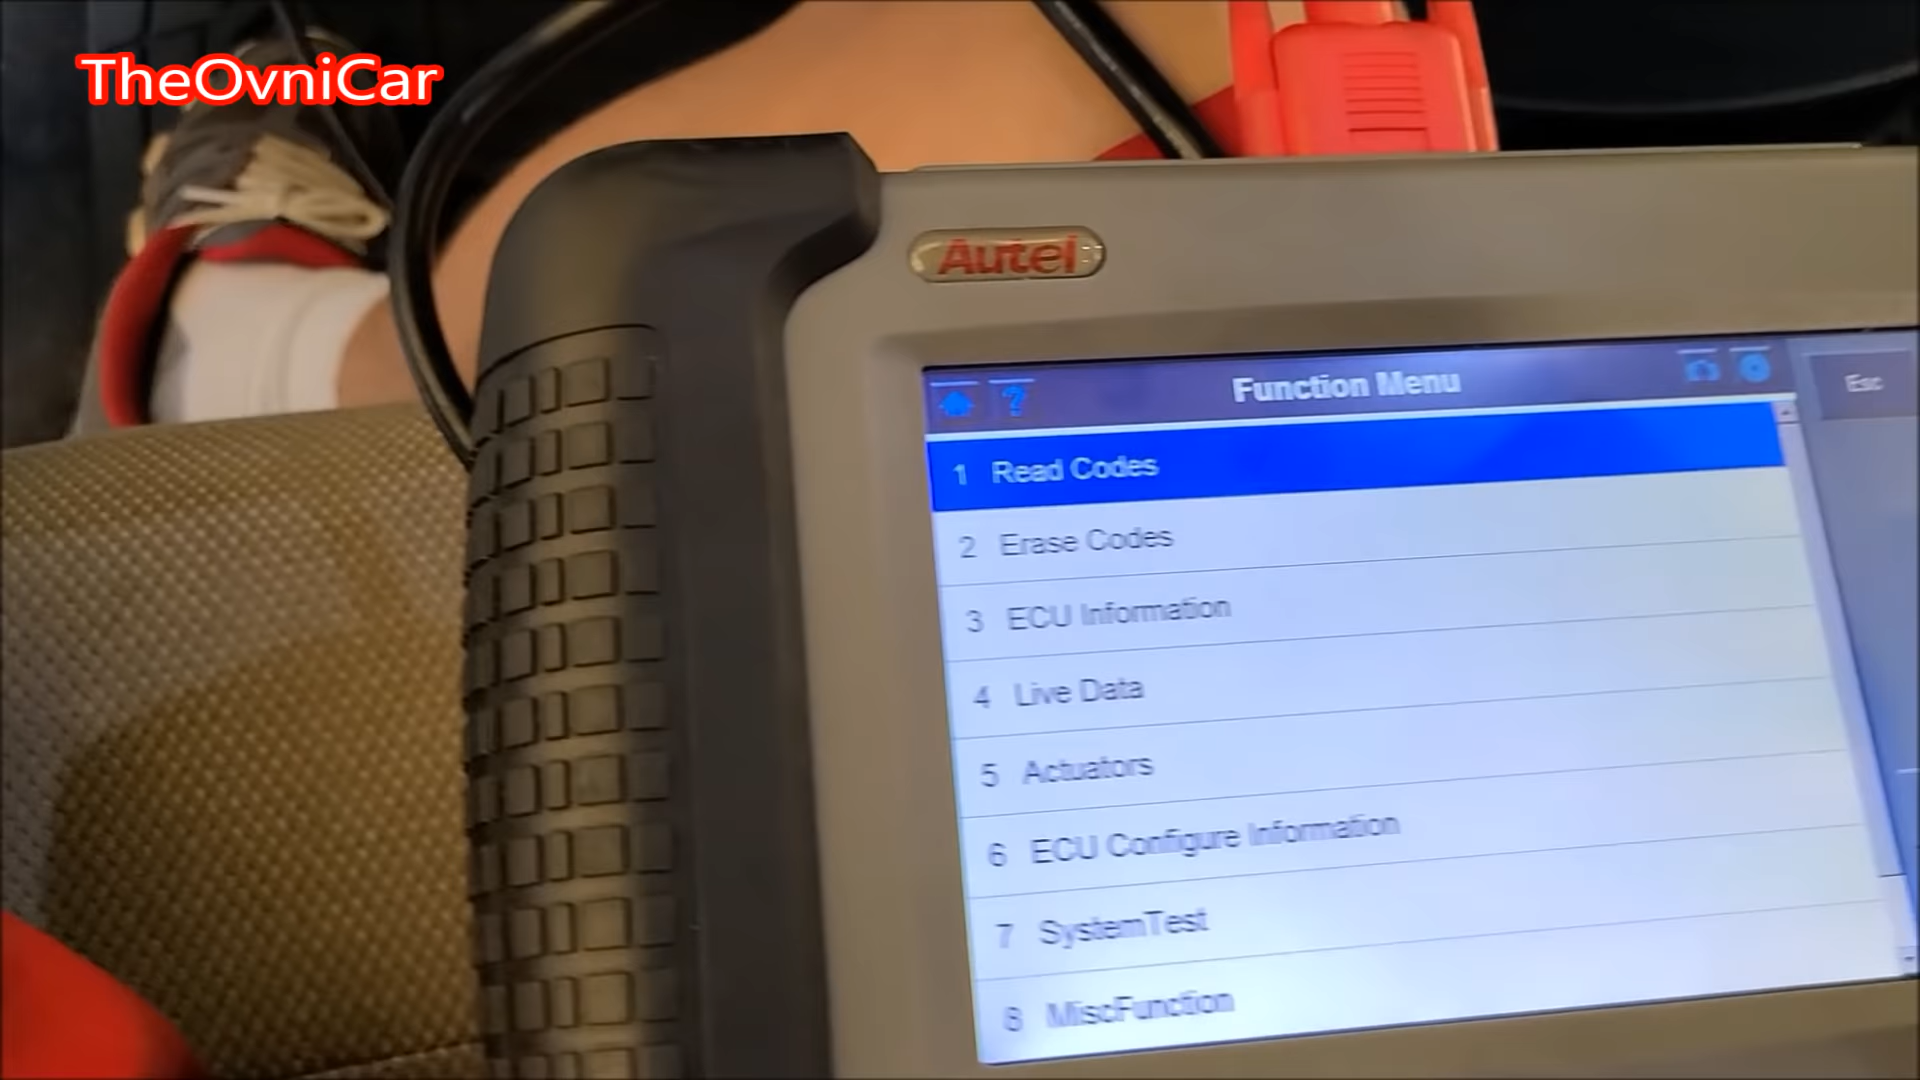 TheOvniCar
Autel
? Function Menu
Esc
1 Read Codes
2 Erase Codes
3 ECU Information
4 Live Data
5 Actuators
6 ECU Configure Information
7 SystemTest
8 MiscFunction